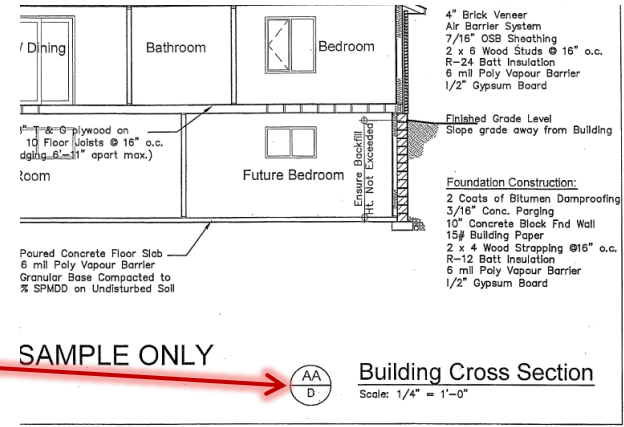 / Dining
Bathroom
Bedroom
4" Brick Veneer
Air Barrier System
7/16" OSB Sheathing
2 x 6 Wood Studs @ 16" o.c.
R-24 Batt Insulation
6 mil Poly Vapour Barrier
1/2" Gypsum Board
Finished Grade Level
Slope grade away from Building
" T & G plywood on
10 Floor Joists @ 16" o.c.
dging 6'-11" apart max.)
Room
Future Bedroom
Ensure Backfill
Ht. Not Exceeded
Foundation Construction:
2 Coats of Bitumen Damproofing
3/16" Conc. Parging
10" Concrete Block Fnd Wall
15# Building Paper
2 x 4 Wood Strapping @16" o.c.
R-12 Batt Insulation
6 mil Poly Vapour Barrier
1/2" Gypsum Board
Poured Concrete Floor Slab
6 mil Poly Vapour Barrier
Granular Base Compacted to
% SPMDD on Undisturbed Soil
SAMPLE ONLY
AA
D
Building Cross Section
Scale: 1/4" = 1'-0"